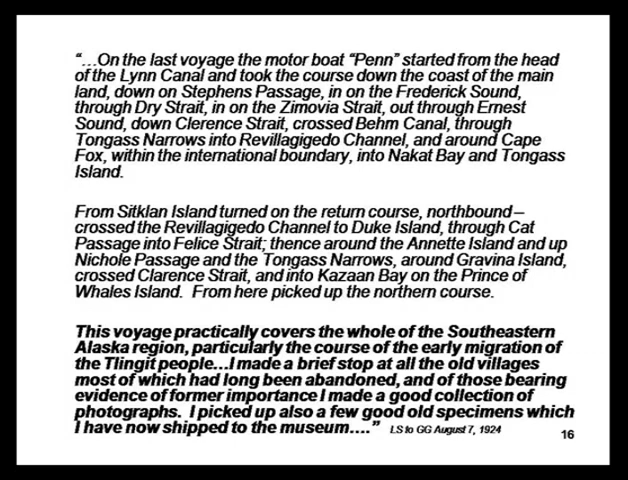 “…On the last voyage the motor boat “Penn” started from the head
of the Lynn Canal and took the course down the coast of the main
land, down on Stephens Passage, in on the Frederick Sound,
through Dry Strait, in on the Zimovia Strait, out through Ernest
Sound, down Clerence Strait, crossed Behm Canal, through
Tongass Narrows into Revillagigedo Channel, and around Cape
Fox, within the international boundary, into Nakat Bay and Tongass
Island.
From Sitklan Island turned on the return course, northbound–
crossed the Revillagigedo Channel to Duke Island, through Cat
Passage into Felice Strait; thence around the Annette Island and up
Nichole Passage and the Tongass Narrows, around Gravina Island,
crossed Clarence Strait, and into Kazaan Bay on the Prince of
Whales Island. From here picked up the northern course.
This voyage practically covers the whole of the Southeastern
Alaska region, particularly the course of the early migration of
the Tlingit people…I made a brief stop at all the old villages
most of which had long been abandoned, and of those bearing
evidence of former importance I made a good collection of
photographs. I picked up also a few good old specimens which
I have now shipped to the museum….” LS to GG August 7, 1924
16